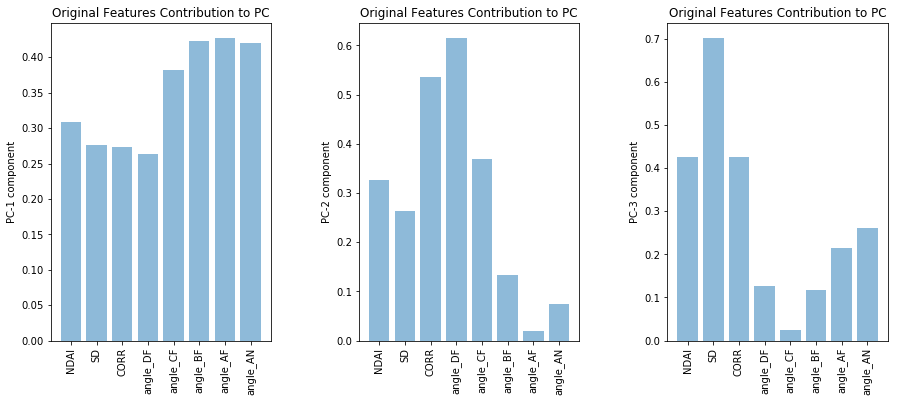 Original Features Contribution to PC
PC-1 component
0.40
0.35
0.30
0.25
0.20
0.15
0.10
0.05
0.00
NDAI
SD
CORR
angle_DF
angle_CF
angle_BF
angle_AF
angle_AN
Original Features Contribution to PC
PC-2 component
0.6
0.5
0.4
0.3
0.2
0.1
0.0
NDAI
SD
CORR
angle_DF
angle_CF
angle_BF
angle_AF
angle_AN
Original Features Contribution to PC
PC-3 component
0.7
0.6
0.5
0.4
0.3
0.2
0.1
0.0
NDAI
SD
CORR
angle_DF
angle_CF
angle_BF
angle_AF
angle_AN